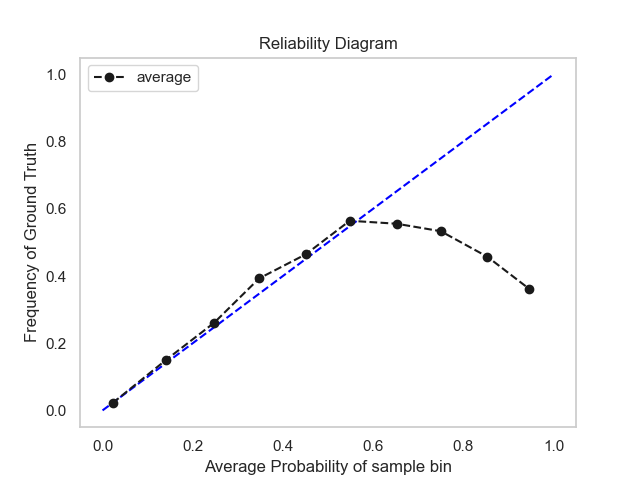 Reliability Diagram
average
Frequency of Ground Truth
1.0
0.8
0.6
0.4
0.2
0.0
0.0 0.2 0.4 0.6 0.8 1.0
Average Probability of sample bin